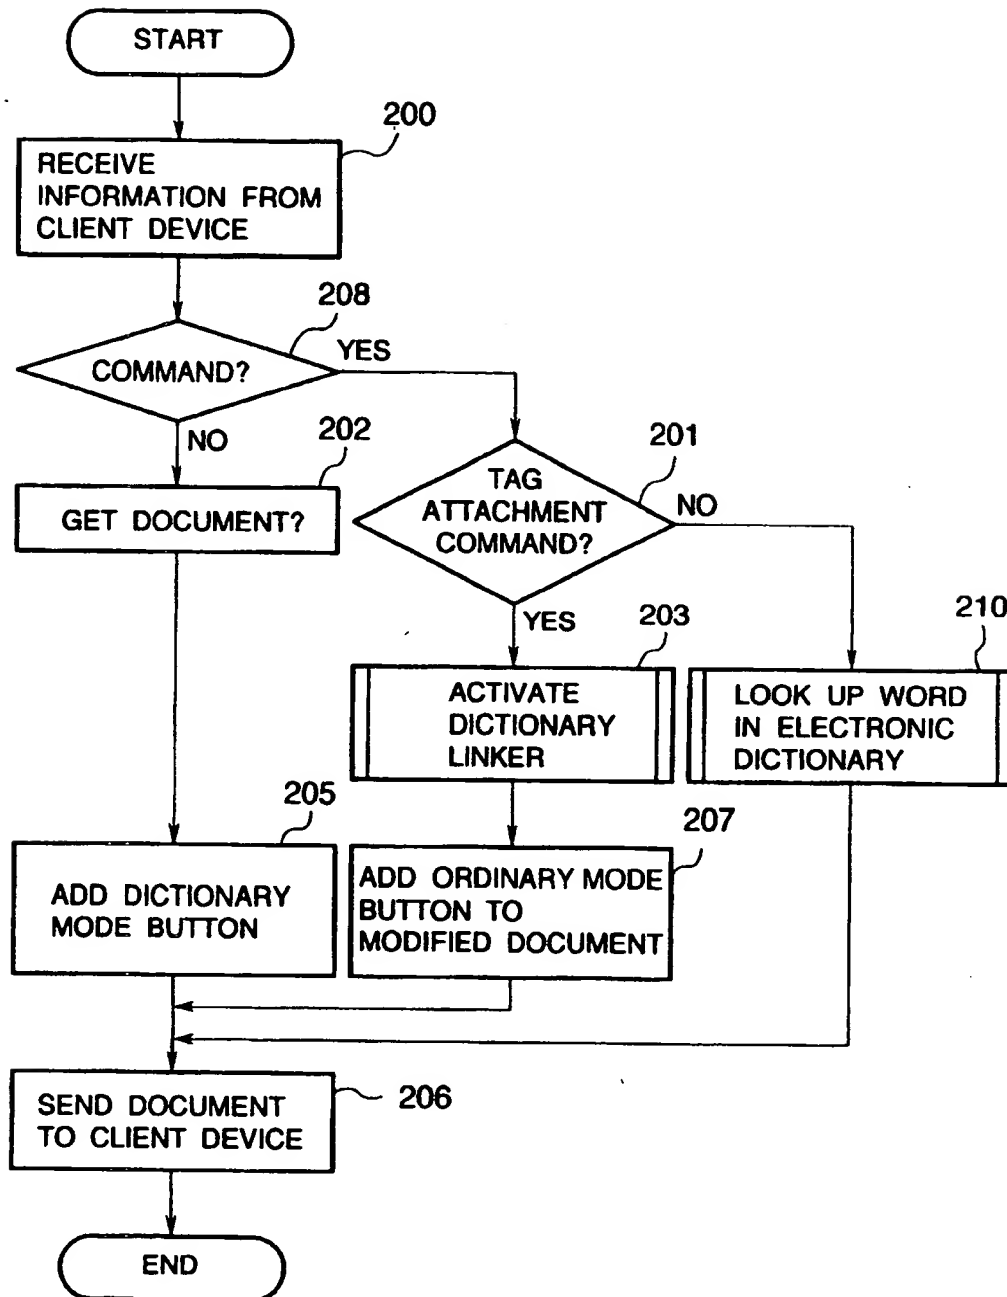 START
200
RECEIVE
INFORMATION FROM
CLIENT DEVICE
208
COMMAND?
YES
NO
202
GET DOCUMENT?
201
TAG
ATTACHMENT
COMMAND?
NO
YES
203
ACTIVATE
DICTIONARY
LINKER
210
LOOK UP WORD
IN ELECTRONIC
DICTIONARY
205
ADD DICTIONARY
MODE BUTTON
207
ADD ORDINARY MODE
BUTTON TO
MODIFIED DOCUMENT
SEND DOCUMENT
TO CLIENT DEVICE
206
END